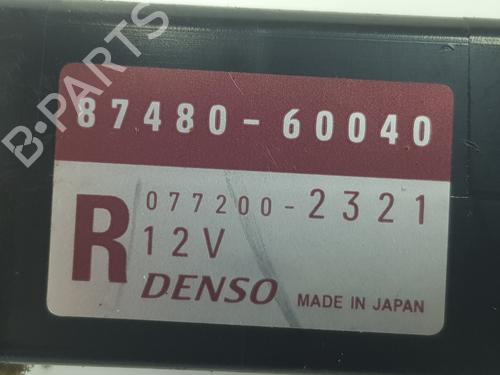 87480-60040
R
077200-2321
12V
DENSO MADE IN JAPAN
B-PARTS